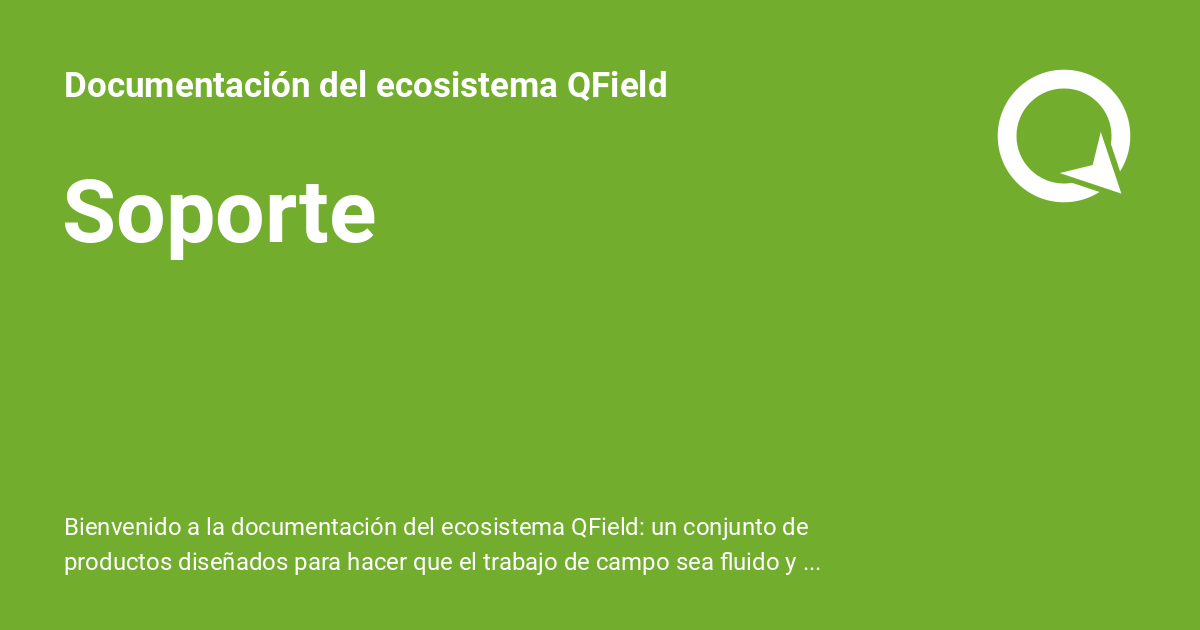 Documentación del ecosistema QField
Soporte
Bienvenido a la documentación del ecosistema QField: un conjunto de
productos diseñados para hacer que el trabajo de campo sea fluido y ...